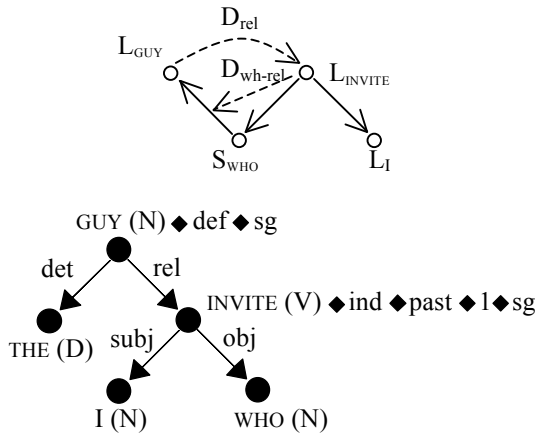 D_rel
L_GUY
D_wh-rel
L_INVITE
S_WHO
L_I
GUY (N) ◆ def ◆ sg
det
rel
INVITE (V) ◆ ind ◆ past ◆ 1 ◆ sg
THE (D)
subj
obj
I (N)
WHO (N)